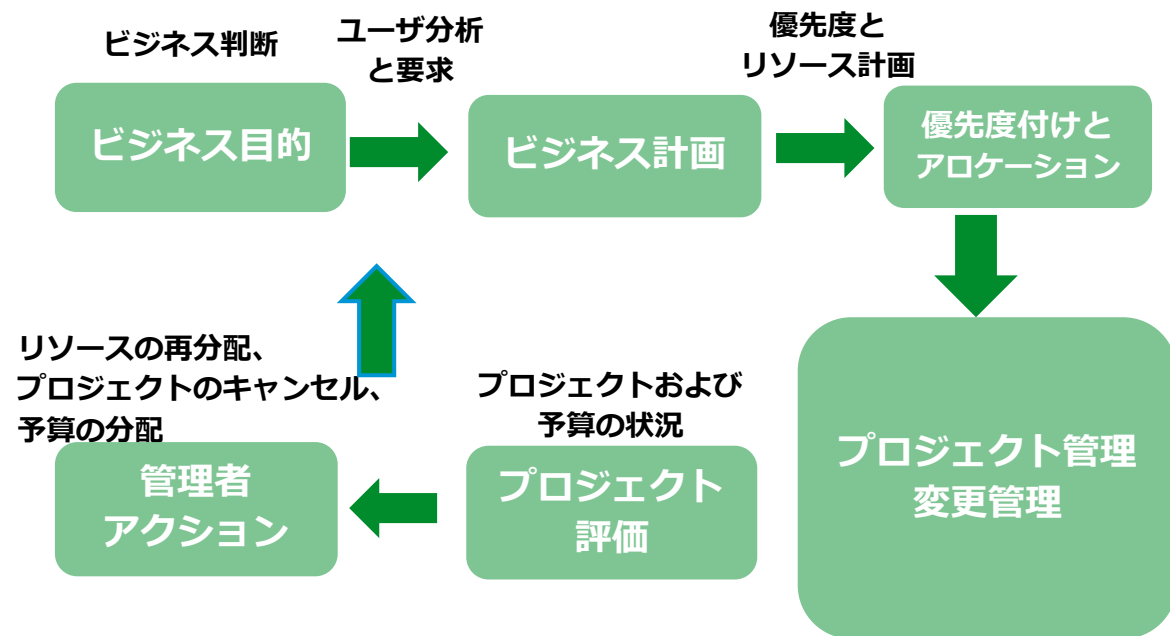 ビジネス判断
ユーザ分析
と要求
優先度と
リソース計画
ビジネス目的
ビジネス計画
優先度付けと
アロケーション
リソースの再分配、
プロジェクトのキャンセル、
予算の分配
プロジェクトおよび
予算の状況
管理者
アクション
プロジェクト
評価
プロジェクト管理
変更管理